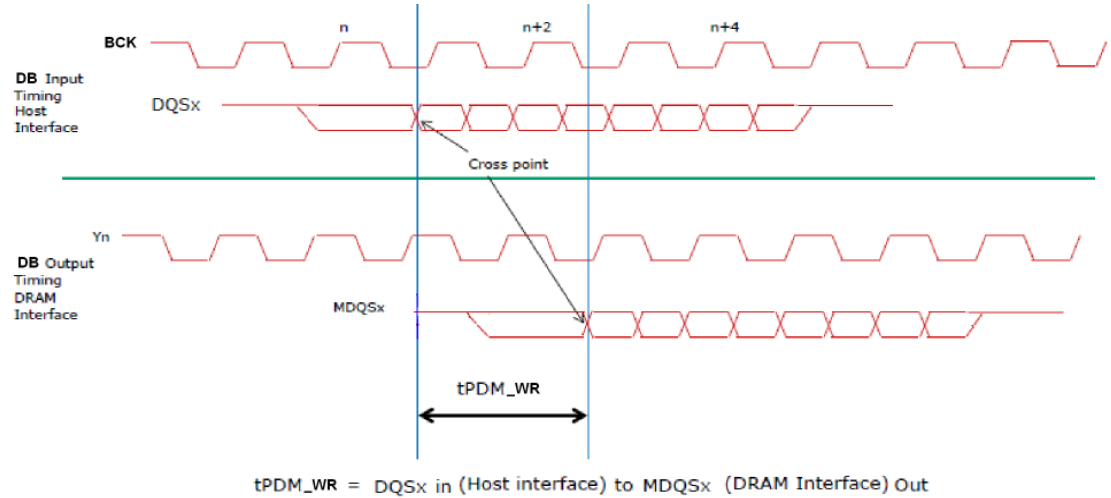 n n+2 n+4
BCK
DB Input
Timing
Host
Interface
DQSx
Cross point
Yn
DB Output
Timing
DRAM
Interface
MDQSx
tPDM_WR
tPDM_WR = DQSx in (Host interface) to MDQSx (DRAM Interface) Out